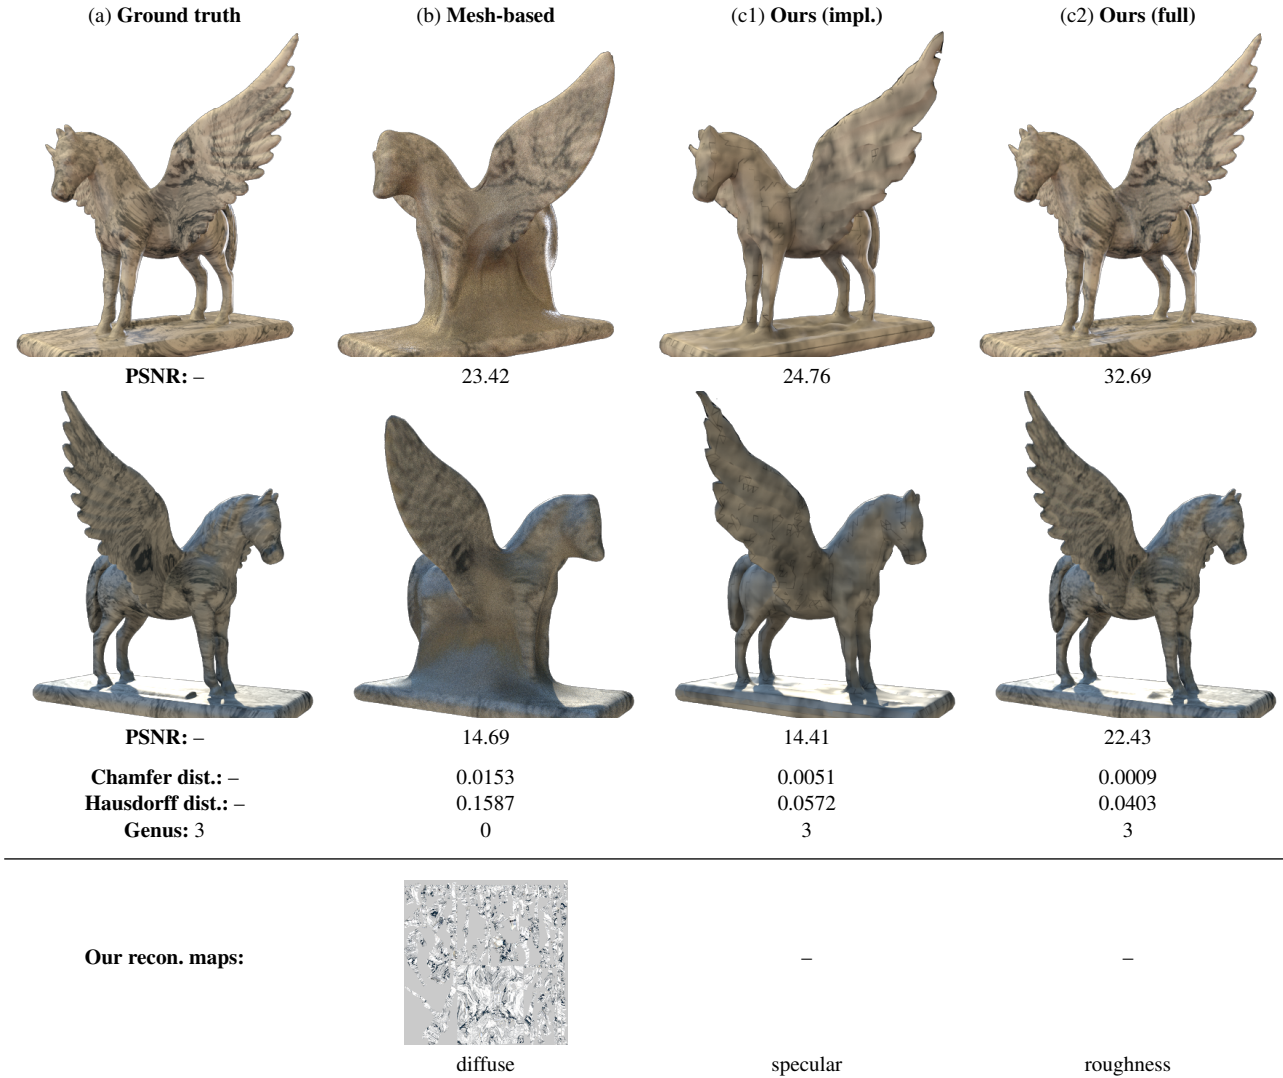 (a) Ground truth (b) Mesh-based (c1) Ours (impl.) (c2) Ours (full)
PSNR: – 23.42 24.76 32.69
PSNR: – 14.69 14.41 22.43
Chamfer dist.: – 0.0153 0.0051 0.0009
Hausdorff dist.: – 0.1587 0.0572 0.0403
Genus: 3 0 3 3
Our recon. maps: – –
diffuse specular roughness